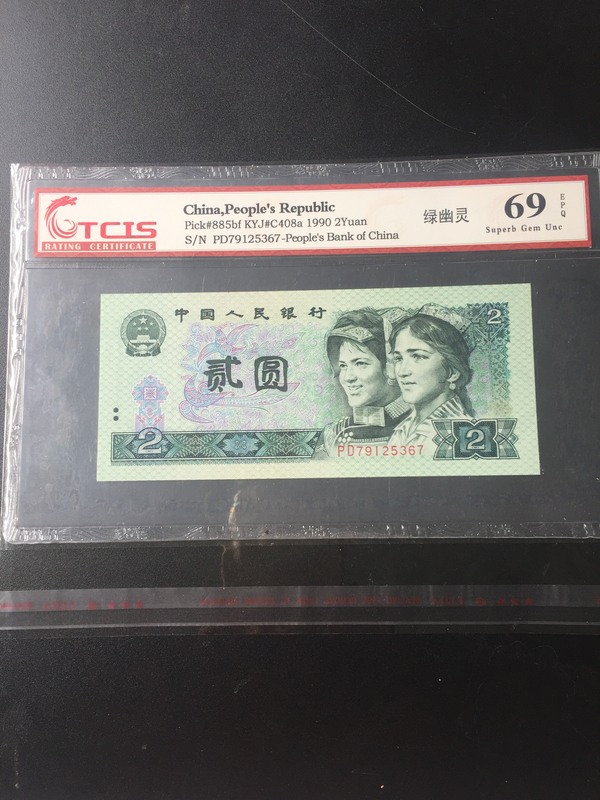 TCIS
RATING CERTIFICATE
China,People's Republic
Pick#885bf KYJ#C408a 1990 2Yuan
S/N PD79125367-People's Bank of China
绿幽灵
69 EPQ
Superb Gem Unc
中国人民银行
2
贰圆
2
2
PD79125367